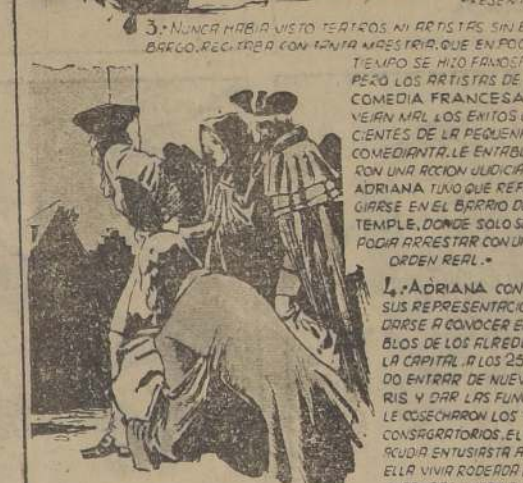 PRESEN
3.- NUNCA HABIA VISTO TEATROS NI ARTISTAS SIN E
BARGO, RECITABA CON TANTA MAESTRIA, QUE EN POC
TIEMPO SE HIZO FAMOSA
PERO LOS ARTISTAS DE
COMEDIA FRANCESA
VEIAN MAL LOS EXITOS
CIENTES DE LA PEQUEÑ
COMEDIANTA. LE ENTABL
RON UNA ACCION JUDICIA
ADRIANA TUVO QUE REF
GIARSE EN EL BARRIO D
TEMPLE, DONDE SOLO S
PODIA ARRESTAR CON U
ORDEN REAL.-
4.- ADRIANA CON
SUS REPRESENTACIO
DARSE A CONOCER E
BLOS DE LOS ALREDE
LA CAPITAL. A LOS 25
DO ENTRAR DE NUEV
RIS Y DAR LAS FUN
LE COSECHARON LOS
CONSAGRATORIOS. EL
ACUDIA ENTUSIASTA A
ELLA VIVIA RODEADA